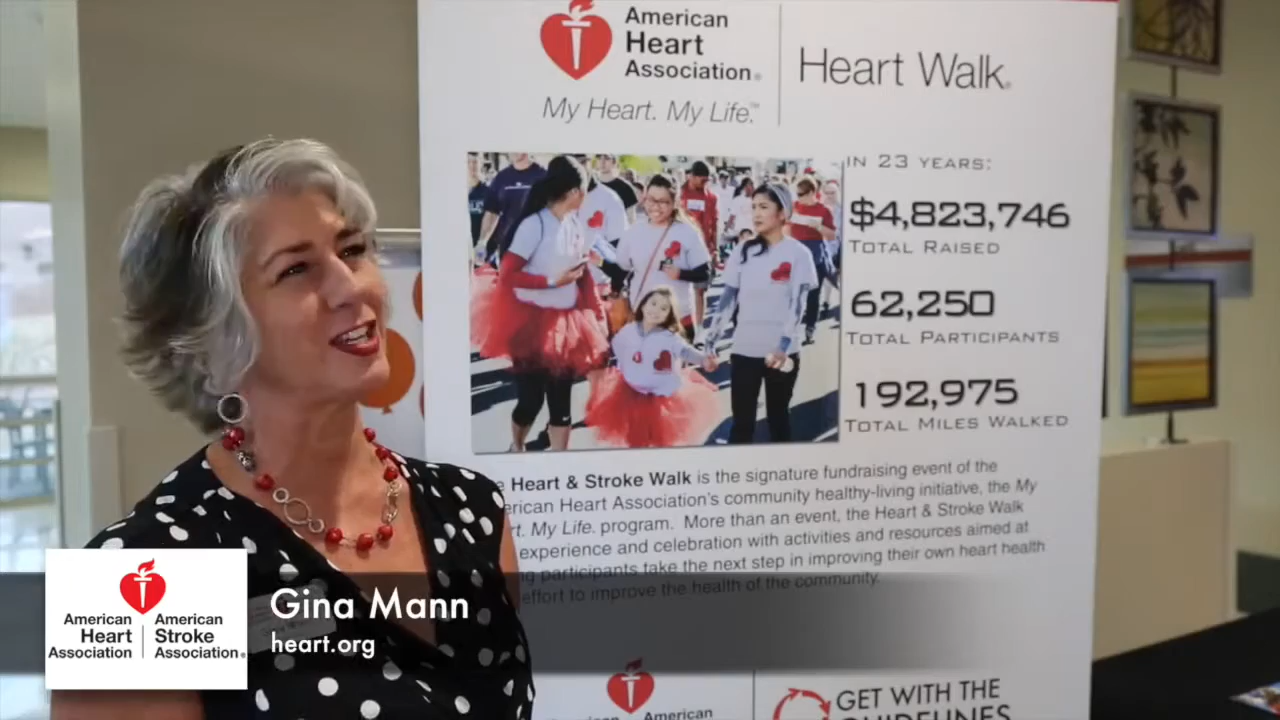 American
Heart
Association®
My Heart. My Life.™
Heart Walk®
IN 23 YEARS:
$4,823,746
TOTAL RAISED
62,250
TOTAL PARTICIPANTS
192,975
TOTAL MILES WALKED
Heart & Stroke Walk is the signature fundraising event of the
American Heart Association's community healthy-living initiative, the My
My Life. program. More than an event, the Heart & Stroke Walk
experience and celebration with activities and resources aimed at
participants take the next step in improving their own heart health
effort to improve the health of the community.
American
Heart
Association
American
Stroke
Association®
Gina Mann
heart.org
American
GET WITH THE
GUIDELINES